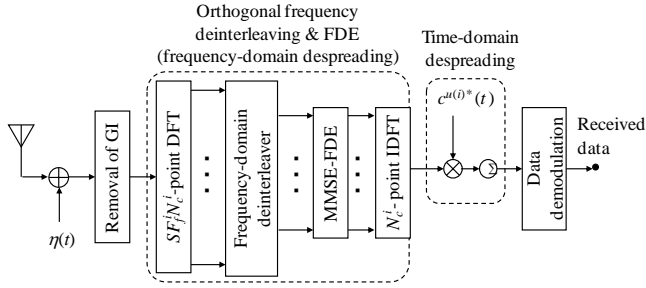 Orthogonal frequency
deinterleaving & FDE
(frequency-domain despreading)
Time-domain
despreading
c^{u(i)*}(t)
η(t)
Removal of GI
SF_f^i N_c^i-point DFT
Frequency-domain
deinterleaver
MMSE-FDE
N_c^i-point IDFT
Σ
Data
demodulation
Received
data